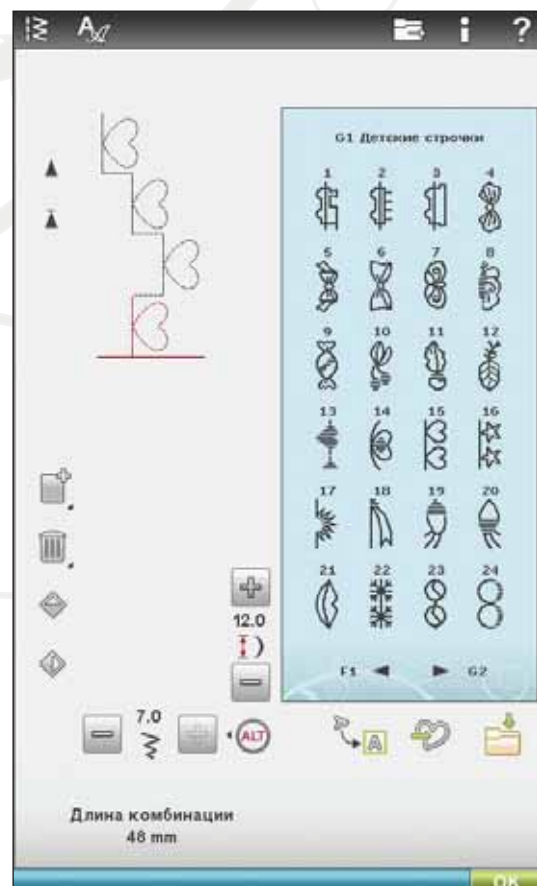 A
i
?
G1 Детские строчки
1 2 3 4
5 6 7 8
9 10 11 12
13 14 15 16
17 18 19 20
21 22 23 24
F1 G2
12.0
7.0
ALT
A
Длина комбинации
48 mm
OK